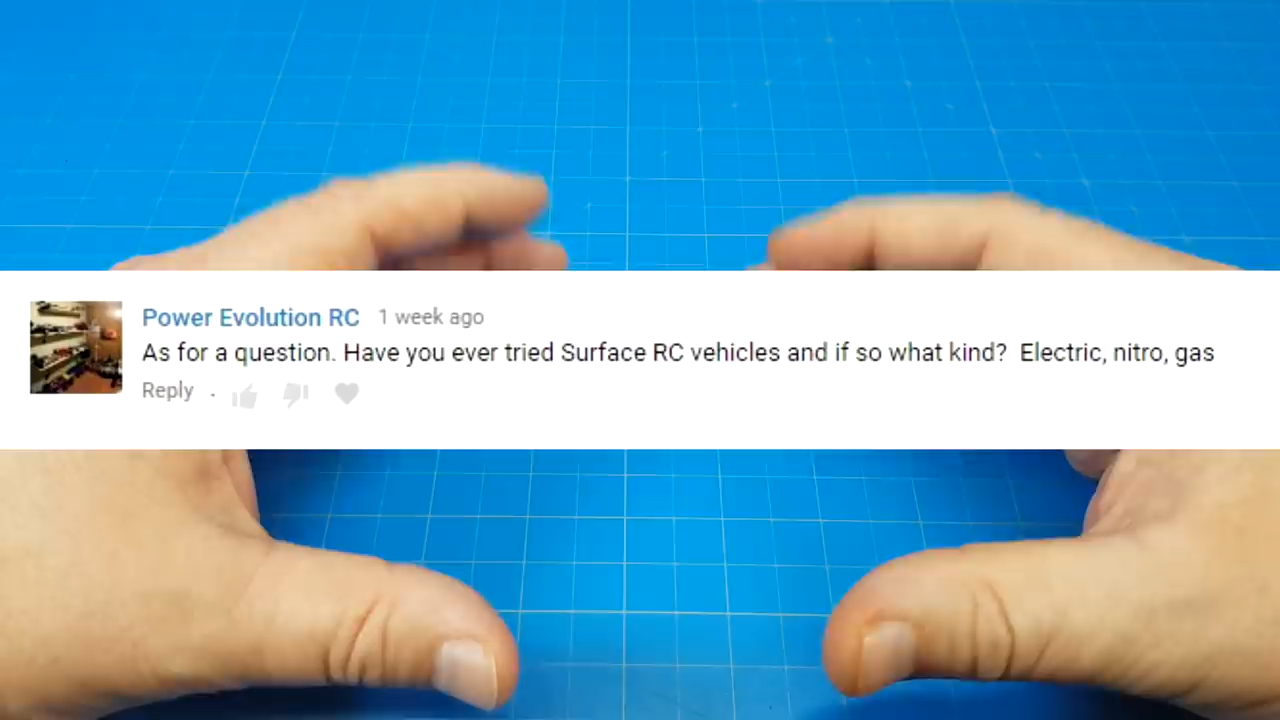 Power Evolution RC 1 week ago
As for a question. Have you ever tried Surface RC vehicles and if so what kind?  Electric, nitro, gas
Reply .